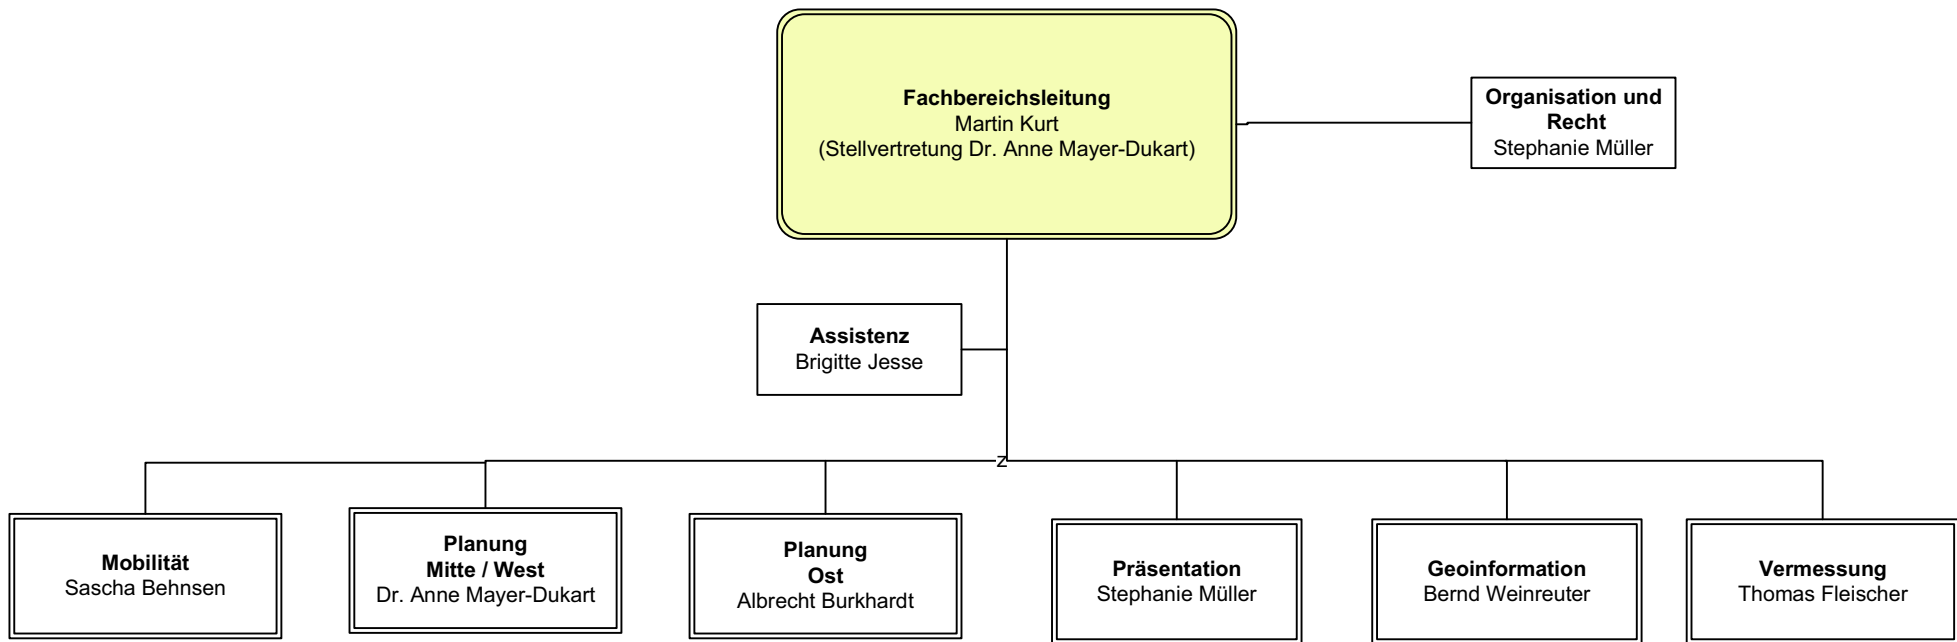 Fachbereichsleitung
Martin Kurt
(Stellvertretung Dr. Anne Mayer-Dukart)
Organisation und
Recht
Stephanie Müller
Assistenz
Brigitte Jesse
z
Mobilität
Sascha Behnsen
Planung
Mitte / West
Dr. Anne Mayer-Dukart
Planung
Ost
Albrecht Burkhardt
Präsentation
Stephanie Müller
Geoinformation
Bernd Weinreuter
Vermessung
Thomas Fleischer